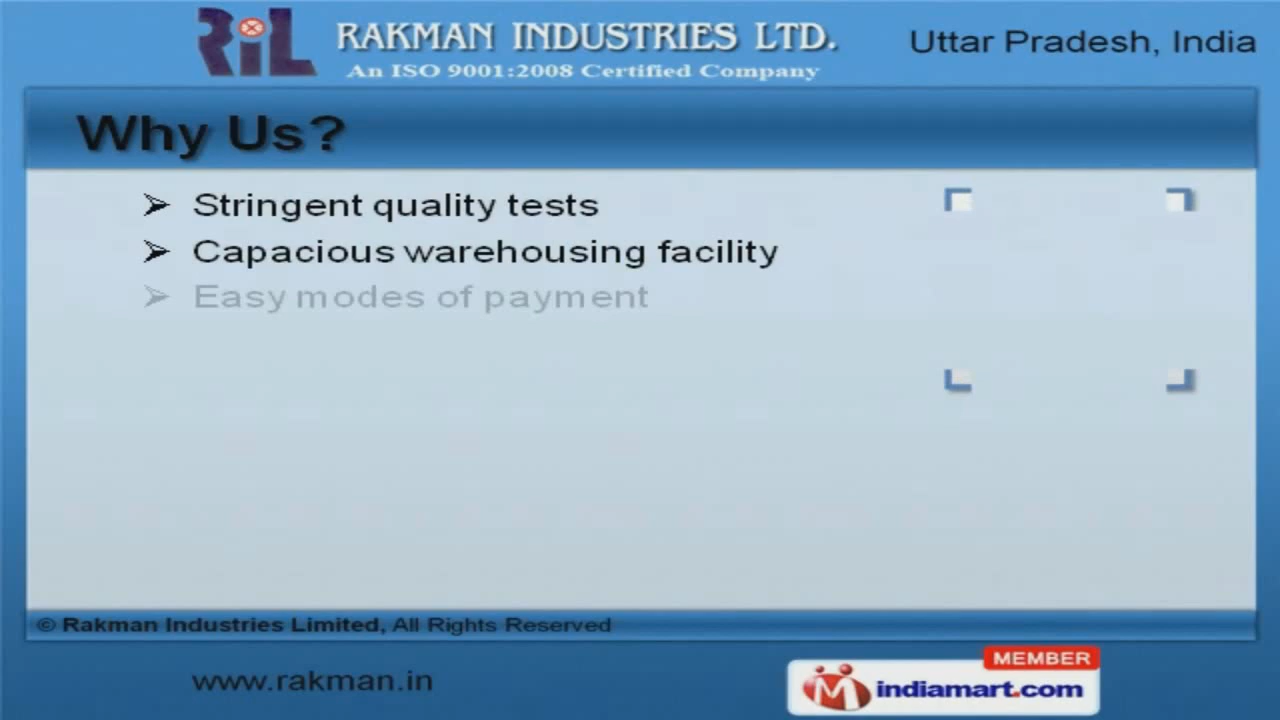 RIL RAKMAN INDUSTRIES LTD.
An ISO 9001:2008 Certified Company
Uttar Pradesh, India
Why Us?
➢ Stringent quality tests
➢ Capacious warehousing facility
➢ Easy modes of payment
© Rakman Industries Limited, All Rights Reserved
www.rakman.in
MEMBER
indiamart.com